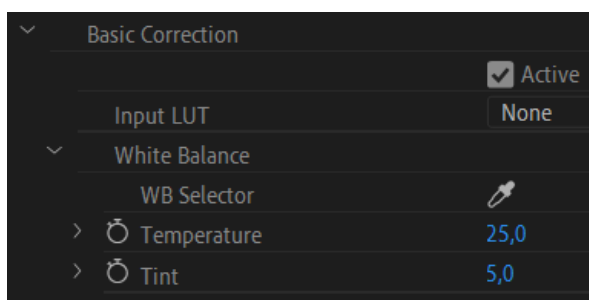 Basic Correction
Active
Input LUT None
White Balance
WB Selector
Temperature 25,0
Tint 5,0